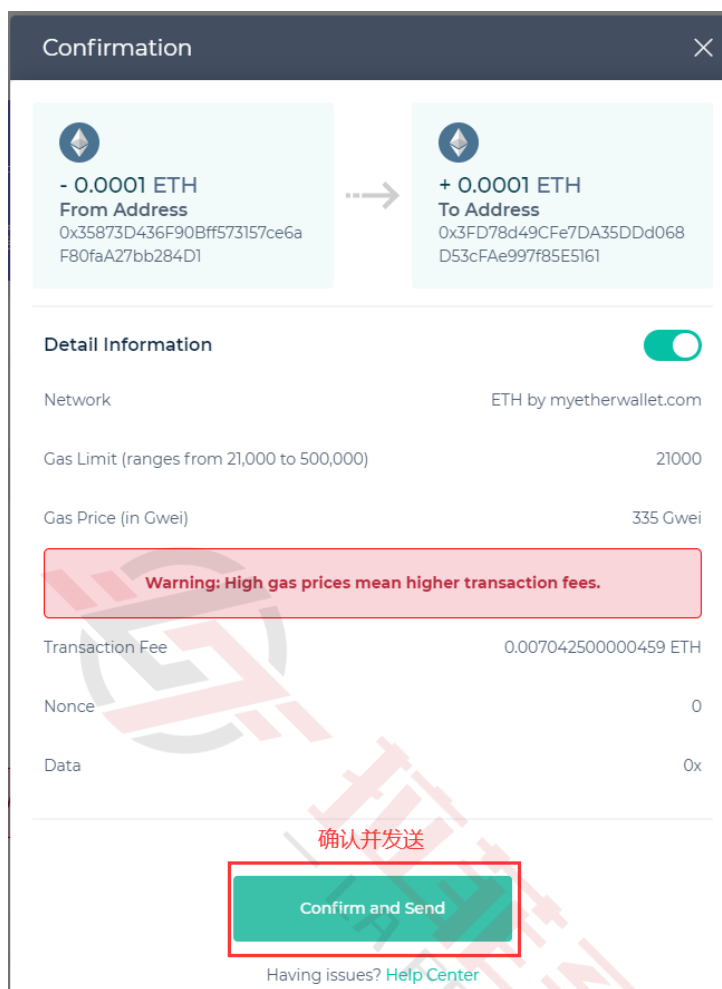 Confirmation
- 0.0001 ETH
From Address
0x35873D436F90Bff573157ce6a
F80faA27bb284D1
+ 0.0001 ETH
To Address
0x3FD78d49CFe7DA35DDd068
D53cFAe997f85E5161
Detail Information
Network
ETH by myetherwallet.com
Gas Limit (ranges from 21,000 to 500,000)
21000
Gas Price (in Gwei)
335 Gwei
Warning: High gas prices mean higher transaction fees.
Transaction Fee
0.007042500000459 ETH
Nonce
0
Data
0x
确认并发送
Confirm and Send
Having issues? Help Center